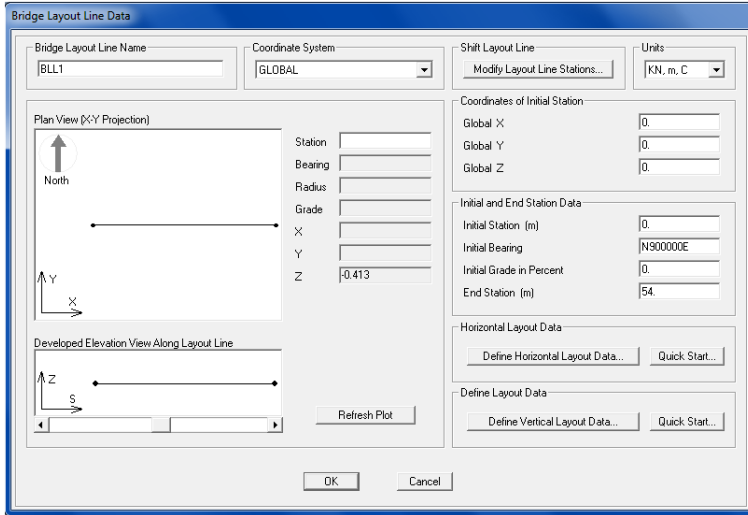 Bridge Layout Line Data
Bridge Layout Line Name
BLL1
Coordinate System
GLOBAL
Shift Layout Line
Modify Layout Line Stations...
Units
KN, m, C
Plan View (X-Y Projection)
North
Y
X
Station
Bearing
Radius
Grade
X
Y
Z -0.413
Coordinates of Initial Station
Global X 0.
Global Y 0.
Global Z 0.
Initial and End Station Data
Initial Station (m) 0.
Initial Bearing N900000E
Initial Grade in Percent 0.
End Station (m) 54.
Developed Elevation View Along Layout Line
Z
S
Refresh Plot
Horizontal Layout Data
Define Horizontal Layout Data... Quick Start...
Define Layout Data
Define Vertical Layout Data... Quick Start...
OK Cancel